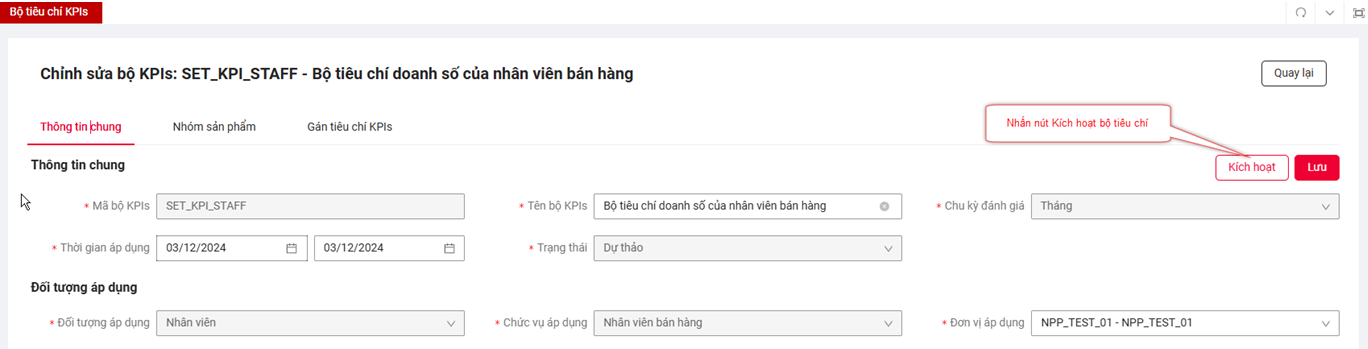 Bộ tiêu chí KPIs
Chỉnh sửa bộ KPIs: SET_KPI_STAFF - Bộ tiêu chí doanh số của nhân viên bán hàng
Quay lại
Thông tin chung Nhóm sản phẩm Gán tiêu chí KPIs
Nhấn nút Kích hoạt bộ tiêu chí
Thông tin chung
Kích hoạt Lưu
* Mã bộ KPIs SET_KPI_STAFF * Tên bộ KPIs Bộ tiêu chí doanh số của nhân viên bán hàng * Chu kỳ đánh giá Tháng
* Thời gian áp dụng 03/12/2024 03/12/2024 * Trạng thái Dự thảo
Đối tượng áp dụng
* Đối tượng áp dụng Nhân viên * Chức vụ áp dụng Nhân viên bán hàng * Đơn vị áp dụng NPP_TEST_01 - NPP_TEST_01